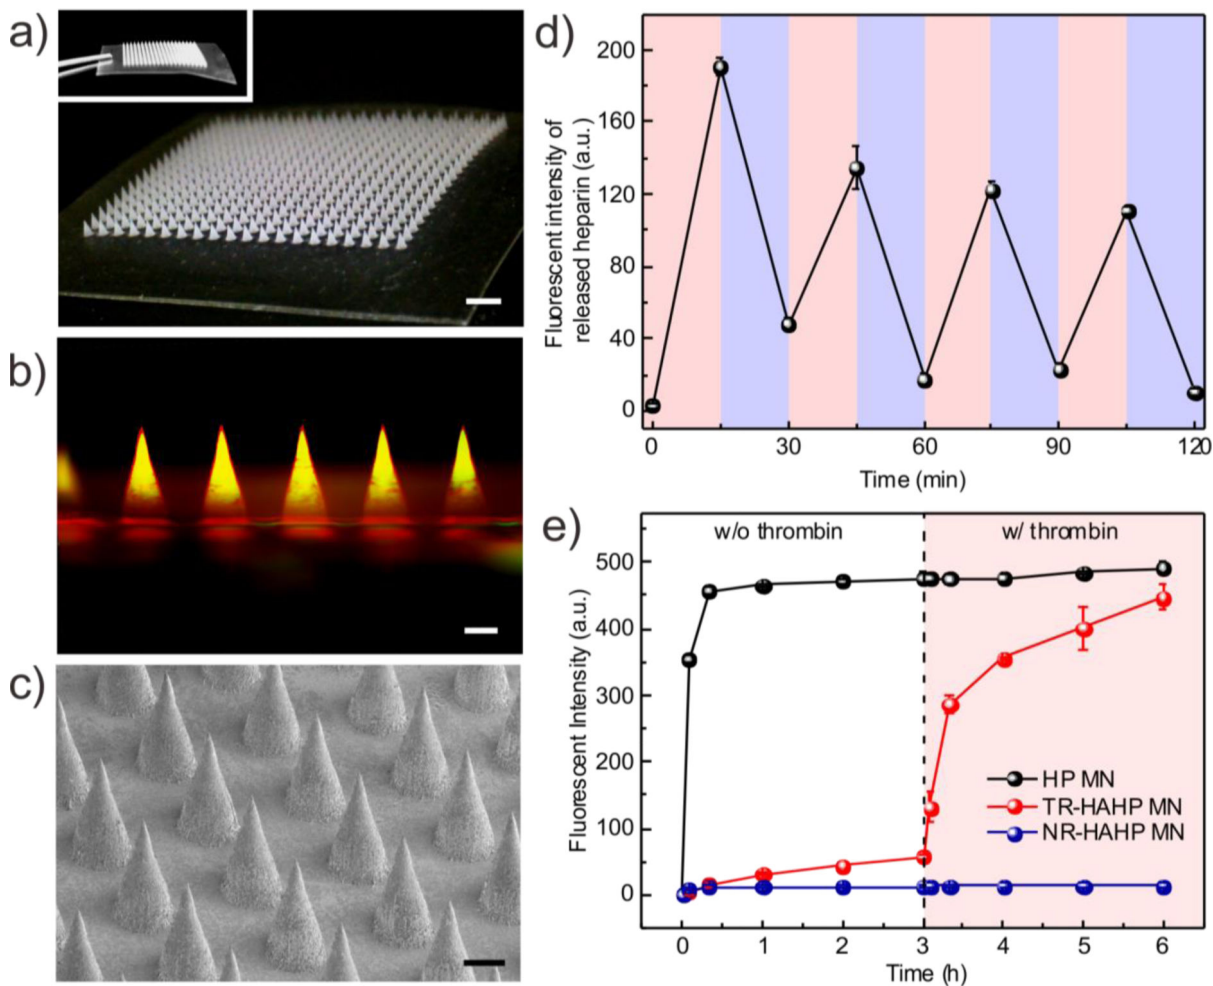 a)
b)
c)
d)
Fluorescent intensity of
released heparin (a.u.)
200
160
120
80
40
0
0 30 60 90 120
Time (min)
e)
w/o thrombin w/ thrombin
Fluorescent Intensity (a.u.)
500
400
300
200
100
0
HP MN
TR-HAHP MN
NR-HAHP MN
0 1 2 3 4 5 6
Time (h)